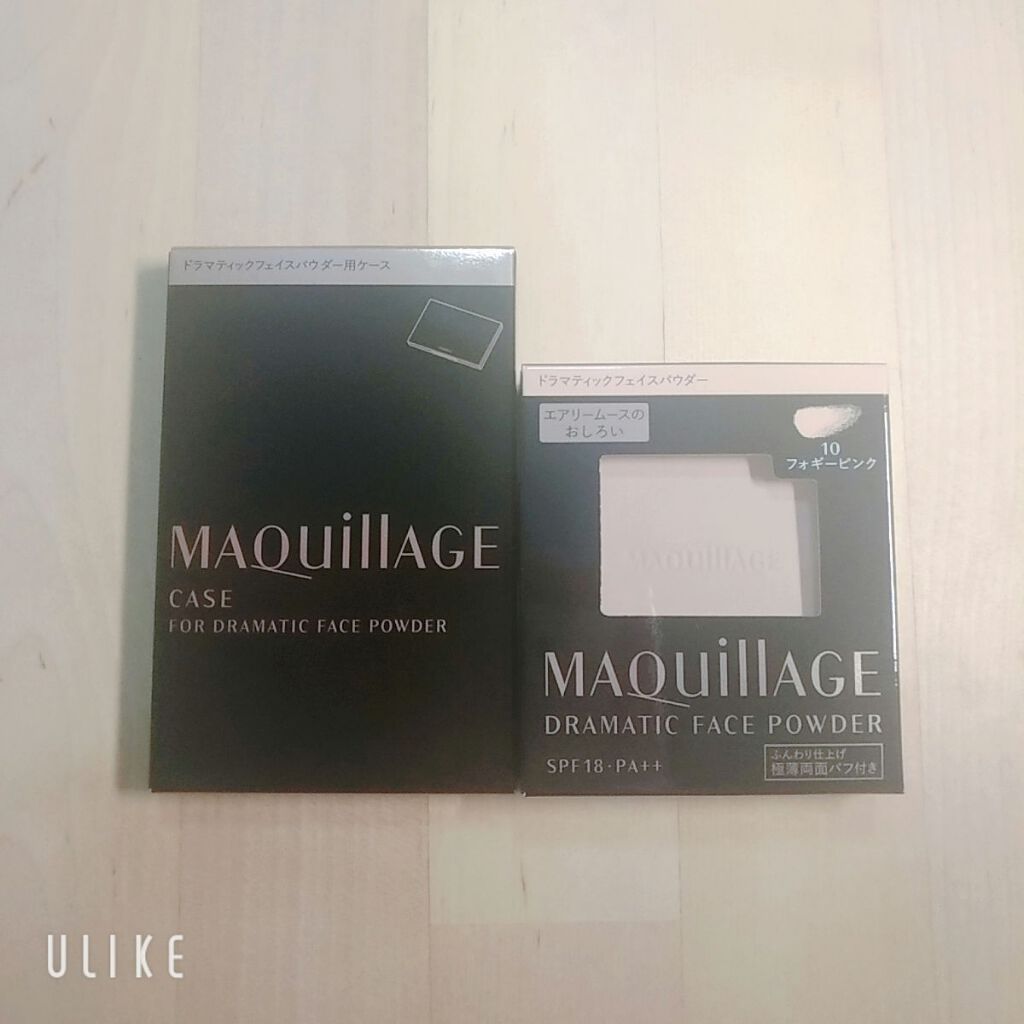 ドラマティックフェイスパウダー用ケース
MAQuillAGE
CASE
FOR DRAMATIC FACE POWDER
ドラマティックフェイスパウダー
エアリームースの
おしろい
10
フォギーピンク
MAQuillAGE
MAQuillAGE
DRAMATIC FACE POWDER
SPF18・PA++
ふんわり仕上げ
極薄両面パフ付き
ULIKE